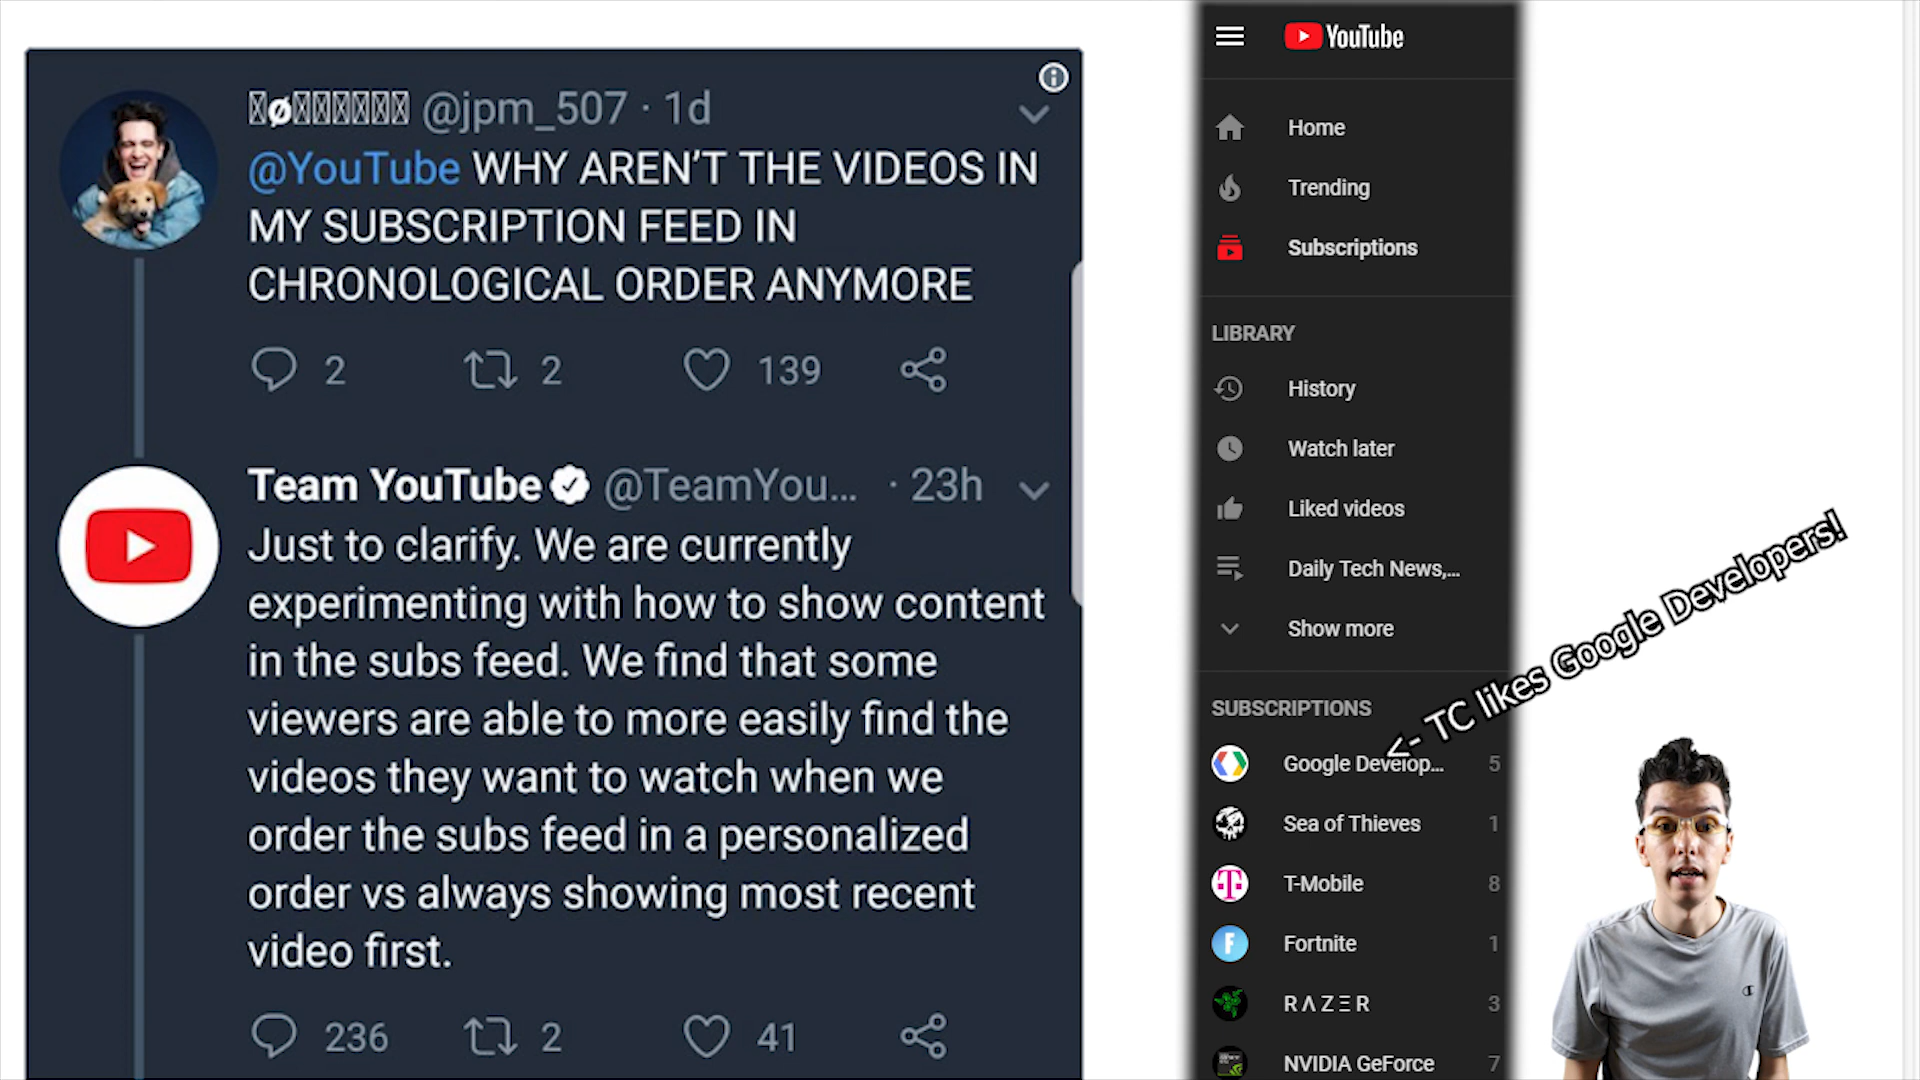 @jpm_507 · 1d
@YouTube WHY AREN'T THE VIDEOS IN
MY SUBSCRIPTION FEED IN
CHRONOLOGICAL ORDER ANYMORE
2 2 139
Team YouTube @TeamYou... · 23h
Just to clarify. We are currently
experimenting with how to show content
in the subs feed. We find that some
viewers are able to more easily find the
videos they want to watch when we
order the subs feed in a personalized
order vs always showing most recent
video first.
236 2 41
YouTube
Home
Trending
Subscriptions
LIBRARY
History
Watch later
Liked videos
Daily Tech News,...
Show more
SUBSCRIPTIONS
<- TC likes Google Developers!
Google Develop... 5
Sea of Thieves 1
T-Mobile 8
F Fortnite 1
RAZER 3
NVIDIA GeForce 7